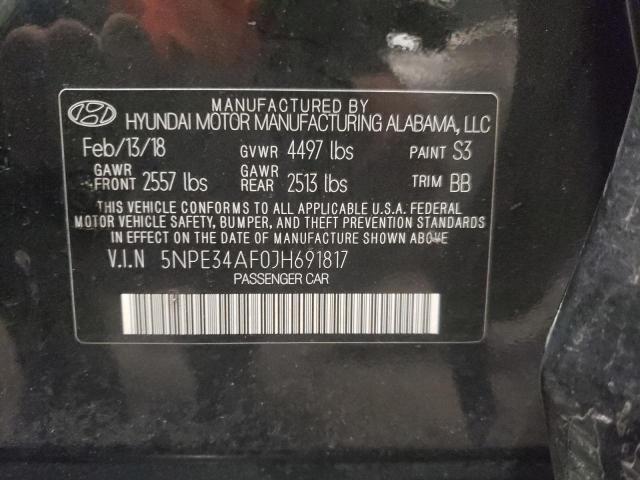 MANUFACTURED BY
HYUNDAI MOTOR MANUFACTURING ALABAMA, LLC
Feb/13/18 GVWR 4497 lbs PAINT S3
GAWR FRONT 2557 lbs GAWR REAR 2513 lbs TRIM BB
THIS VEHICLE CONFORMS TO ALL APPLICABLE U.S.A. FEDERAL
MOTOR VEHICLE SAFETY, BUMPER, AND THEFT PREVENTION STANDARDS
IN EFFECT ON THE DATE OF MANUFACTURE SHOWN ABOVE.
V.I.N 5NPE34AF0JH691817
PASSENGER CAR